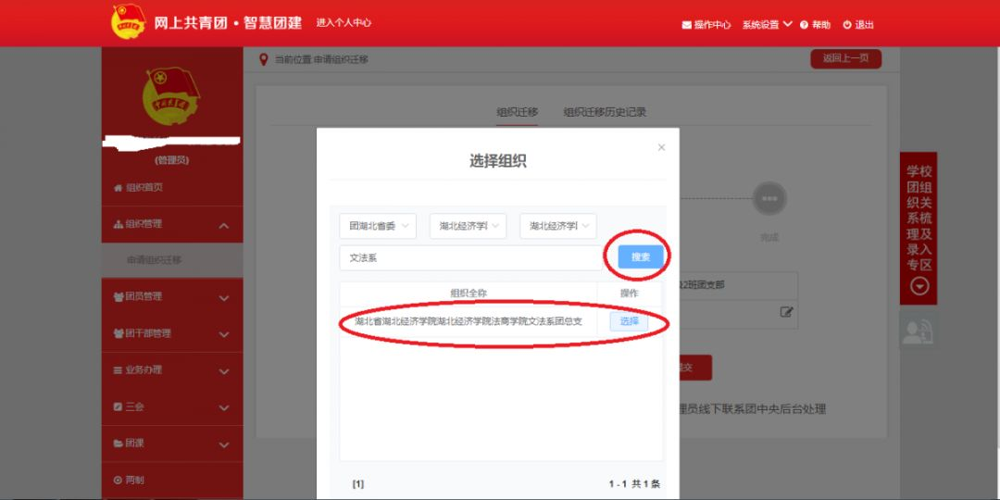 网上共青团·智慧团建
进入个人中心
操作中心 系统设置 帮助 退出
当前位置:申请组织迁移
返回上一页
(管理员)
组织首页
组织管理
申请组织迁移
团员管理
团干部管理
业务办理
三会
团课
两制
组织迁移 组织迁移历史记录
选择组织
×
团湖北省委 湖北经济学 湖北经济学
文法系
搜索
组织全称 操作
湖北省湖北经济学院湖北经济学院法商学院文法系团总支
选择
[1]
1 - 1 共 1 条
完成
2班团支部
交
理员线下联系团中央后台处理
学校
团组
织关
系梳
理及
录入
专区